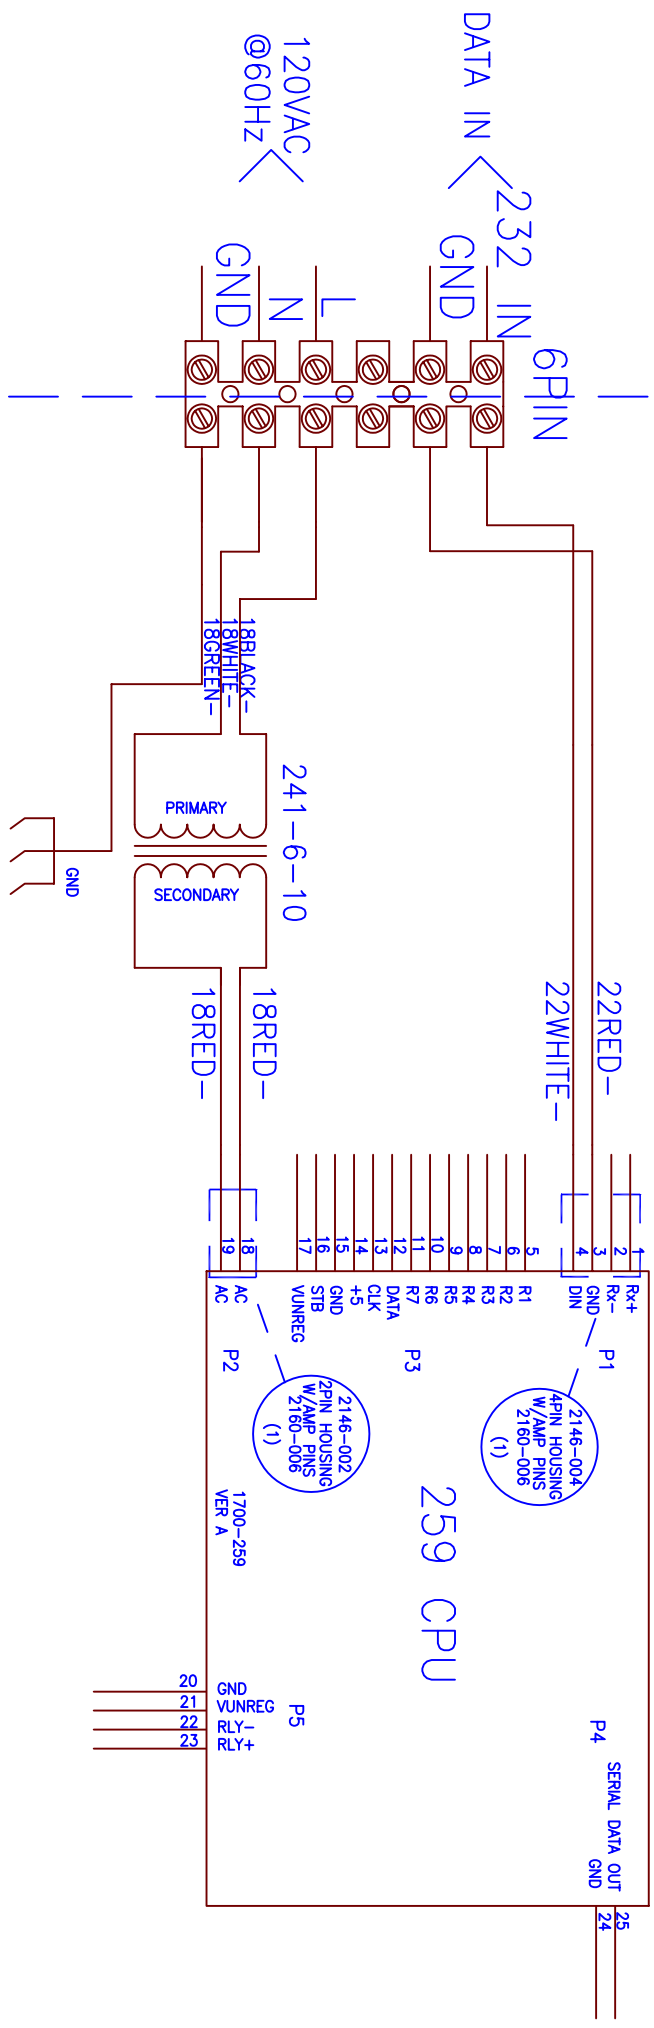 DATA IN
232 IN
GND
6PIN
120VAC
@60Hz
L
N
GND
18BLACK-
18WHITE-
18GREEN-
241-6-10
PRIMARY
SECONDARY
GND
22RED-
22WHITE-
18RED-
18RED-
1 Rx+
2 Rx-
3 GND
4 DIN
P1
2146-004
4PIN HOUSING
W/AMP PINS
2160-006
(1)
5 R1
6 R2
7 R3
8 R4
9 R5
10 R6
11 R7
12 DATA
13 CLK
14 +5
15 GND
16 STB
17 VUNREG
P3
18 AC
19 AC
P2
2146-002
2PIN HOUSING
W/AMP PINS
2160-006
(1)
259 CPU
1700-259
VER A
20 GND
21 VUNREG
22 RLY-
23 RLY+
P5
P4
SERIAL DATA OUT 25
GND 24